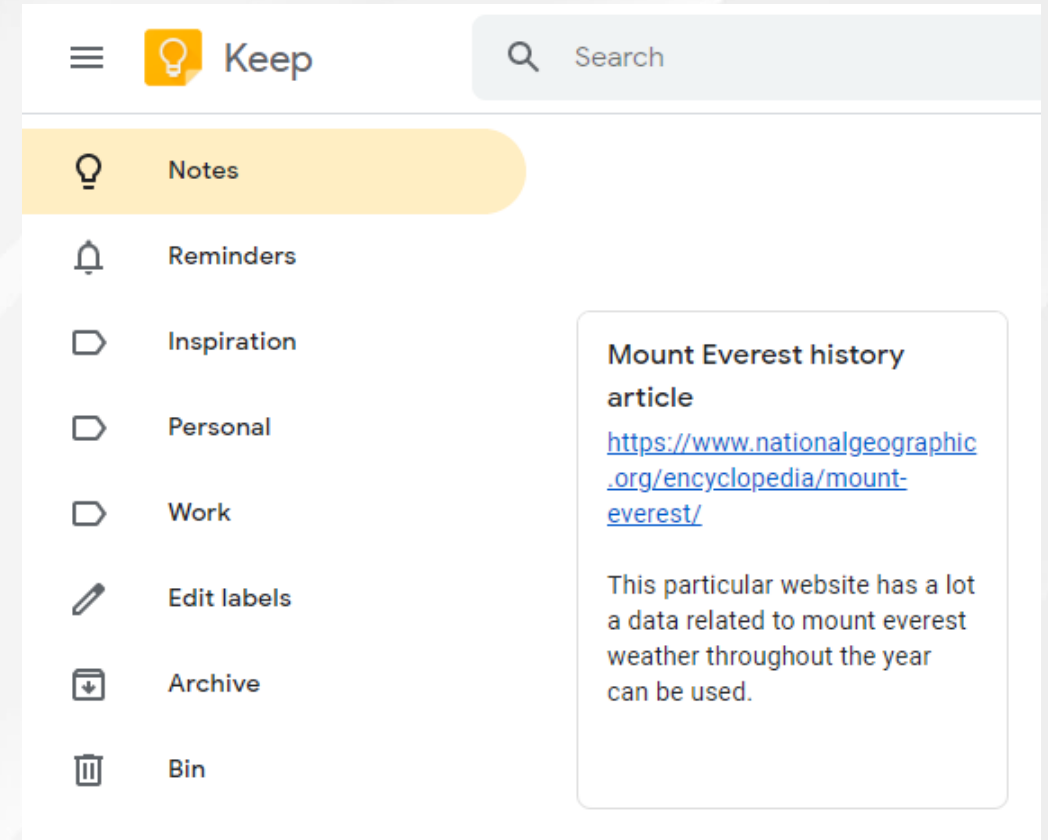 Keep
Search
Notes
Reminders
Inspiration
Personal
Work
Edit labels
Archive
Bin
Mount Everest history
article
https://www.nationalgeographic
.org/encyclopedia/mount-
everest/
This particular website has a lot
a data related to mount everest
weather throughout the year
can be used.